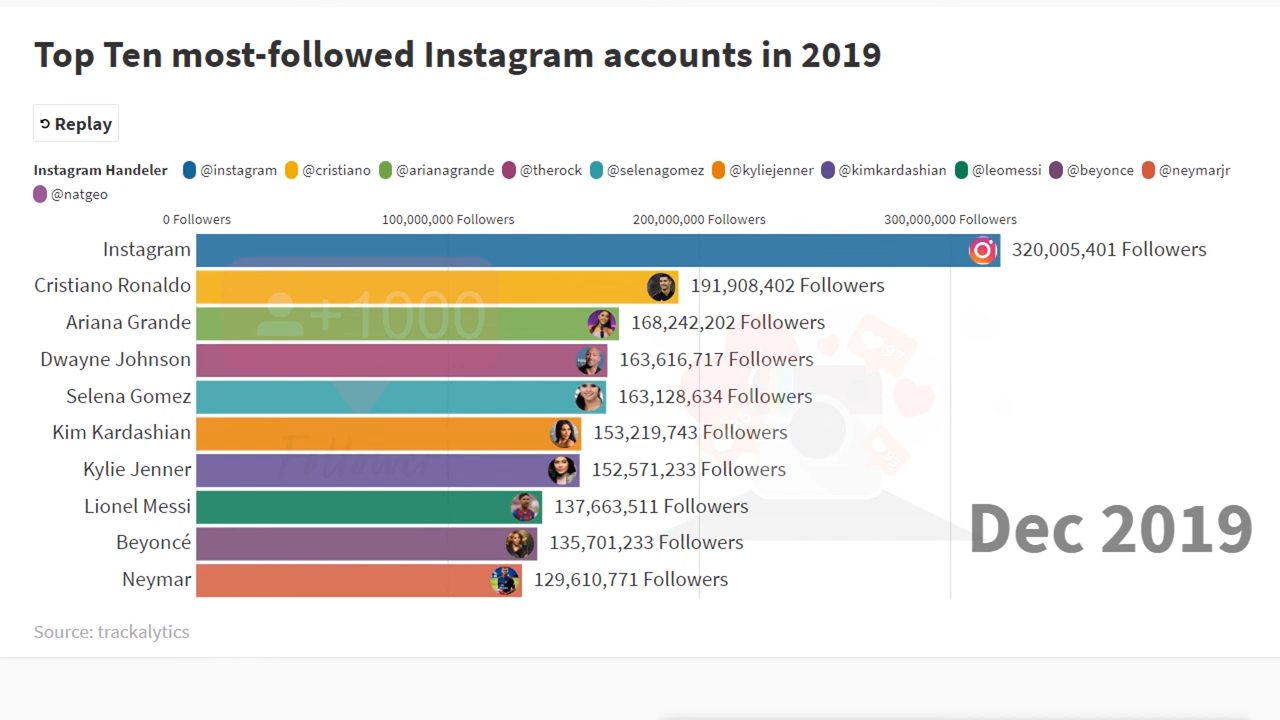 Top Ten most-followed Instagram accounts in 2019
Replay
Instagram Handeler @instagram @cristiano @arianagrande @therock @selenagomez @kyliejenner @kimkardashian @leomessi @beyonce @neymarjr
@natgeo
0 Followers 100,000,000 Followers 200,000,000 Followers 300,000,000 Followers
Instagram 320,005,401 Followers
Cristiano Ronaldo 191,908,402 Followers
+1000
Ariana Grande 168,242,202 Followers
Dwayne Johnson 163,616,717 Followers
97
Selena Gomez 163,128,634 Followers
Kim Kardashian 153,219,743 Followers
Follower
Kylie Jenner 152,571,233 Followers
Lionel Messi 137,663,511 Followers
Beyoncé 135,701,233 Followers
Neymar 129,610,771 Followers
Dec 2019
Source: trackalytics